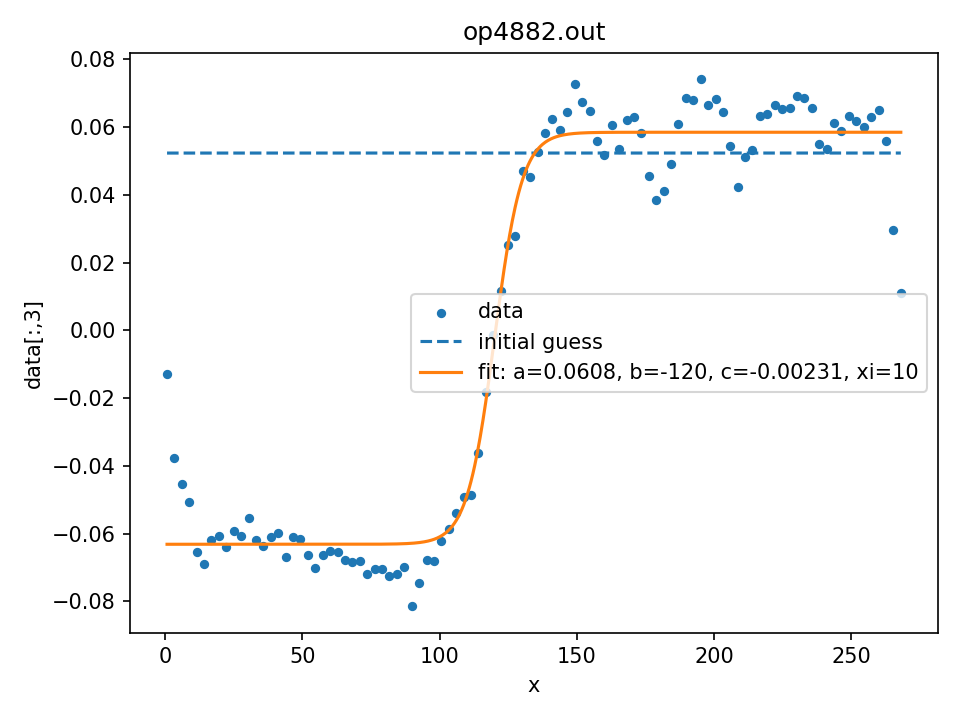 op4882.out
0.08
0.06
0.04
0.02
0.00
−0.02
−0.04
−0.06
−0.08
data[:,3]
data
initial guess
fit: a=0.0608, b=-120, c=-0.00231, xi=10
0 50 100 150 200 250
x